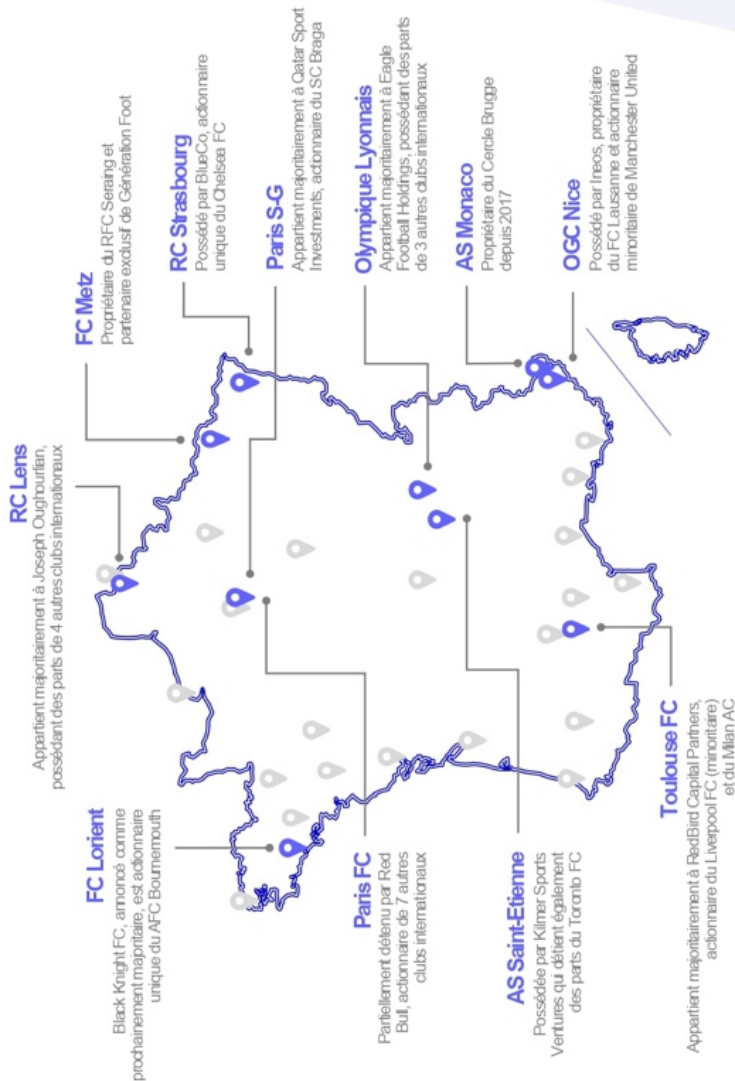 RC Lens
Appartient majoritairement à Joseph Oughourlian,
possédant des parts de 4 autres clubs internationaux
FC Metz
Propriétaire du RFC Seraing et
partenaire exclusif de Génération Foot
RC Strasbourg
Possédé par BlueCo, actionnaire
unique du Chelsea FC
Paris S-G
Appartient majoritairement à Qatar Sport
Investments, actionnaire du SC Braga
Olympique Lyonnais
Appartient majoritairement à Eagle
Football Holdings, possédant des parts
de 3 autres clubs internationaux
AS Monaco
Propriétaire du Cercle Brugge
depuis 2017
OGC Nice
Possédé par Ineos, propriétaire
du FC Lausanne et actionnaire
minoritaire de Manchester United
FC Lorient
Black Knight FC, annoncé comme
prochainement majoritaire, est actionnaire
unique du AFC Bournemouth
Paris FC
Partiellement détenu par Red
Bull, actionnaire de 7 autres
clubs internationaux
AS Saint-Etienne
Possédée par Kilmer Sports
Ventures qui détient également
des parts du Toronto FC
Toulouse FC
Appartient majoritairement à RedBird Capital Partners,
actionnaire du Liverpool FC (minoritaire)
et du Milan AC